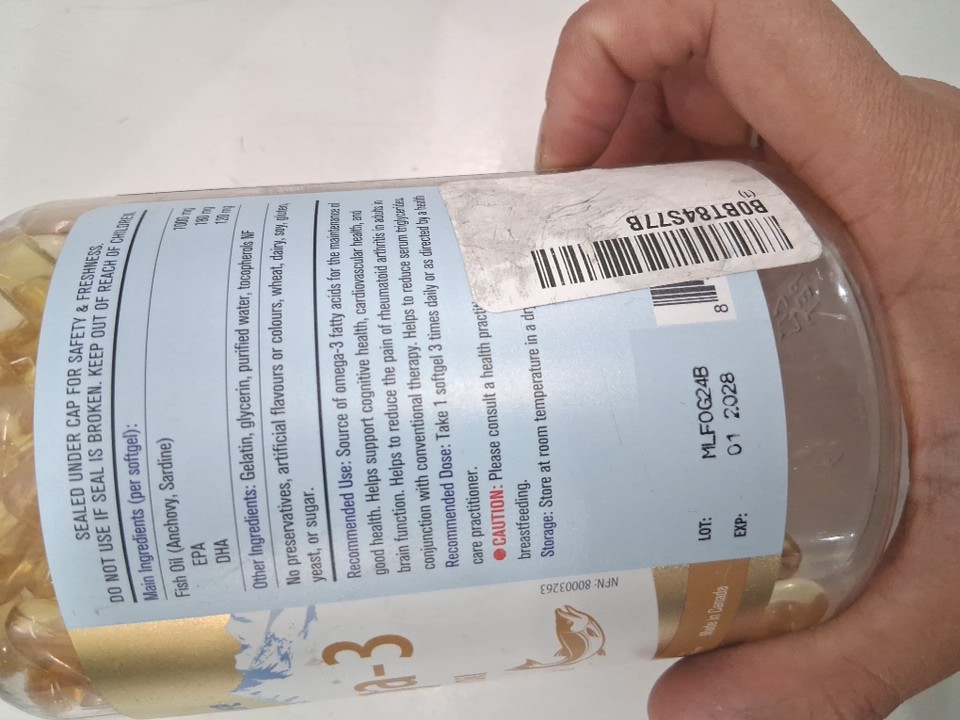 SEALED UNDER CAP FOR SAFETY & FRESHNESS.
DO NOT USE IF SEAL IS BROKEN. KEEP OUT OF REACH OF CHILDREN
Main Ingredients (per softgel):
Fish Oil (Anchovy, Sardine) 1000 mg
EPA 180 mg
DHA 120 mg
Other Ingredients: Gelatin, glycerin, purified water, tocopherols NF
No preservatives, artificial flavours or colours, wheat, dairy, soy, gluten,
yeast, or sugar.
Recommended Use: Source of omega-3 fatty acids for the maintenance of
good health. Helps support cognitive health, cardiovascular health, and
brain function. Helps to reduce the pain of rheumatoid arthritis in adults in
conjunction with conventional therapy. Helps to reduce serum triglycerides.
Recommended Dose: Take 1 softgel 3 times daily or as directed by a health
care practitioner.
CAUTION: Please consult a health practi
breastfeeding.
Storage: Store at room temperature in a dry
LOT: MLFOG24B
EXP: 01 2028
8
B0BT84S77B
(1)
a-3
NFN: 80003263
Made in Canada